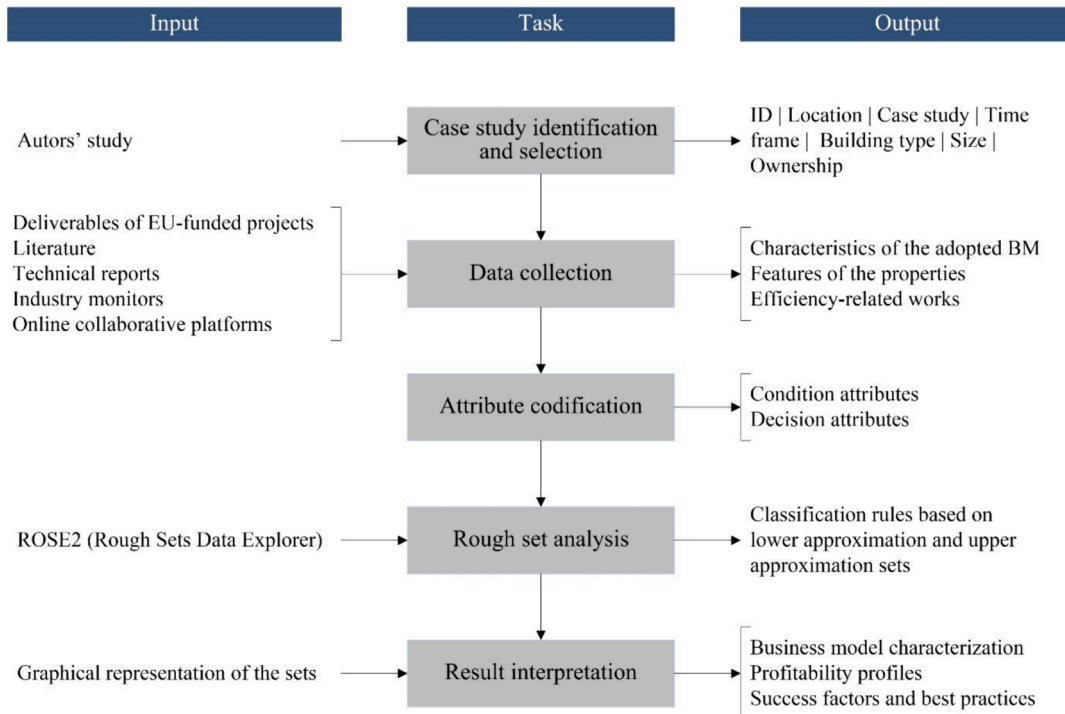 Input
Task
Output
Autors' study
Case study identification
and selection
ID | Location | Case study | Time
frame | Building type | Size |
Ownership
Deliverables of EU-funded projects
Literature
Technical reports
Industry monitors
Online collaborative platforms
Data collection
Characteristics of the adopted BM
Features of the properties
Efficiency-related works
Attribute codification
Condition attributes
Decision attributes
ROSE2 (Rough Sets Data Explorer)
Rough set analysis
Classification rules based on
lower approximation and upper
approximation sets
Graphical representation of the sets
Result interpretation
Business model characterization
Profitability profiles
Success factors and best practices